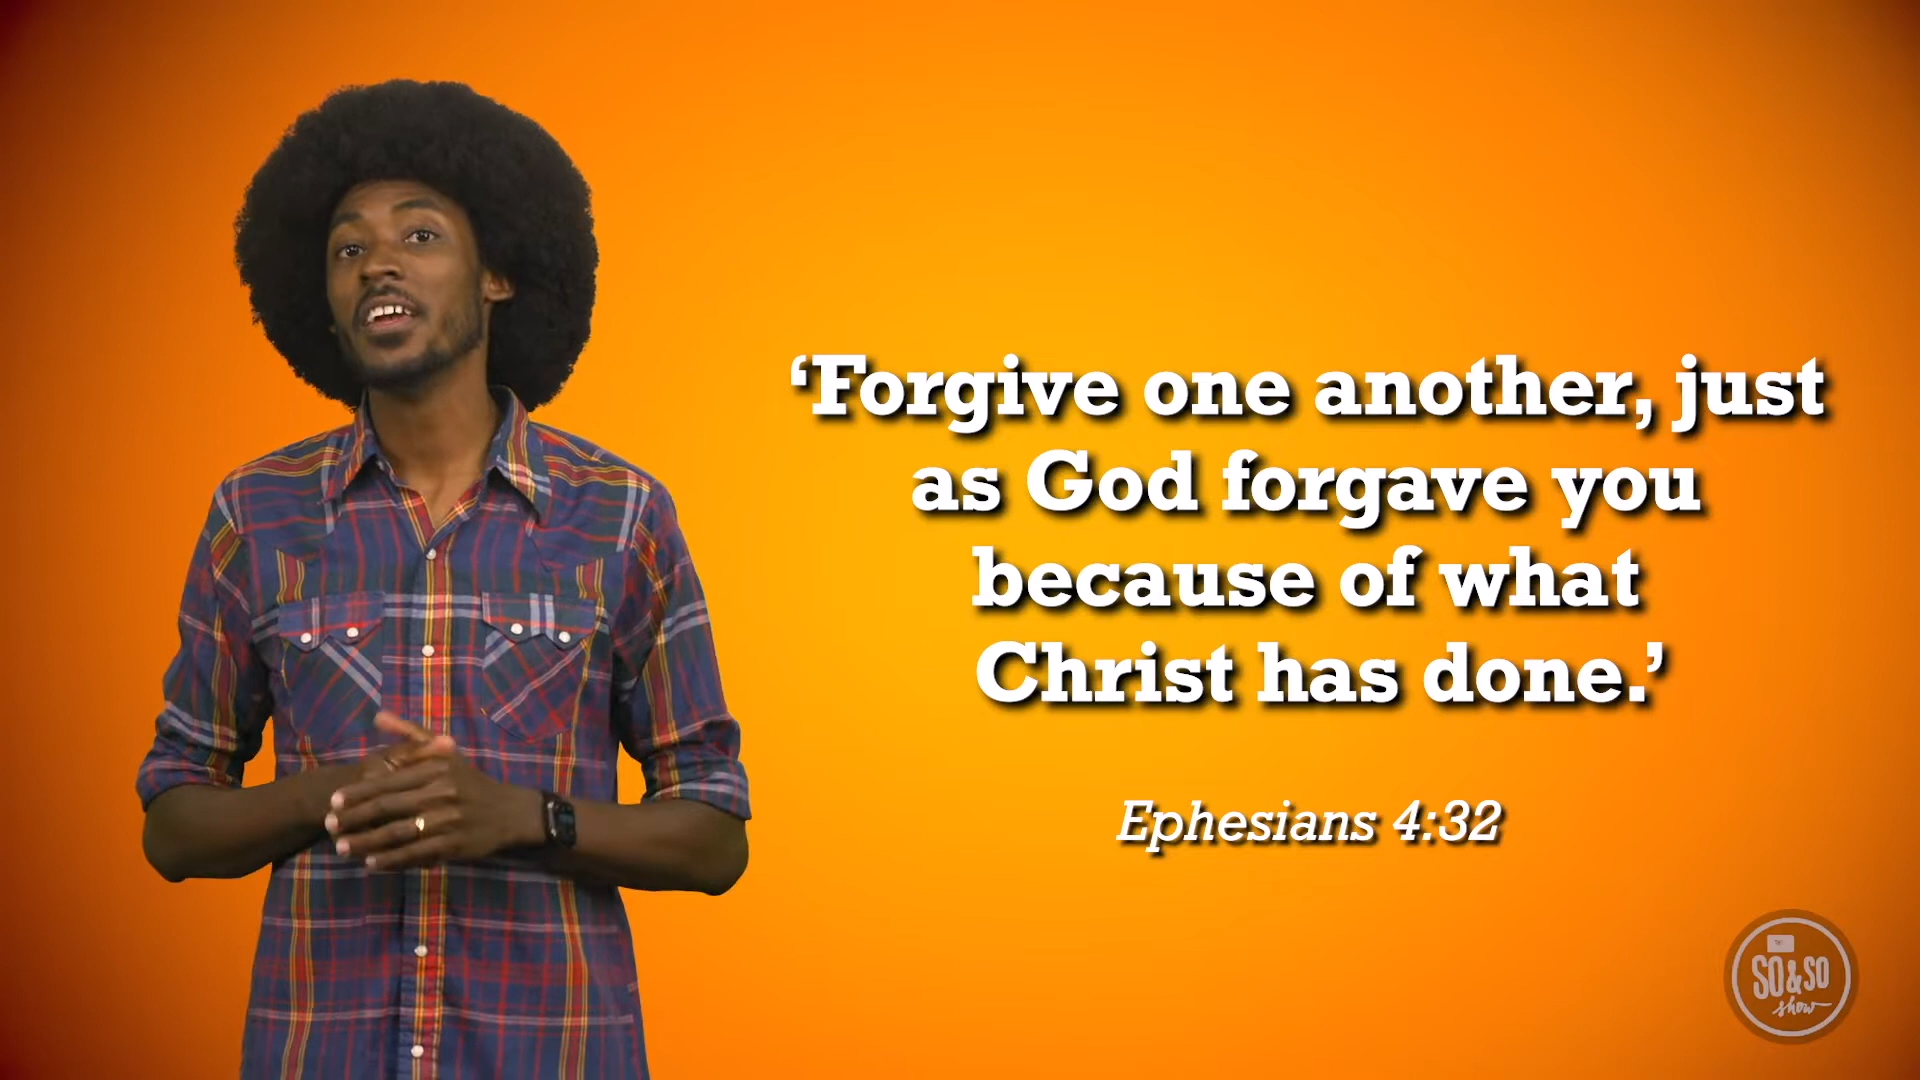 ‘Forgive one another, just
as God forgave you
because of what
Christ has done.’
Ephesians 4:32
SO & SO
show